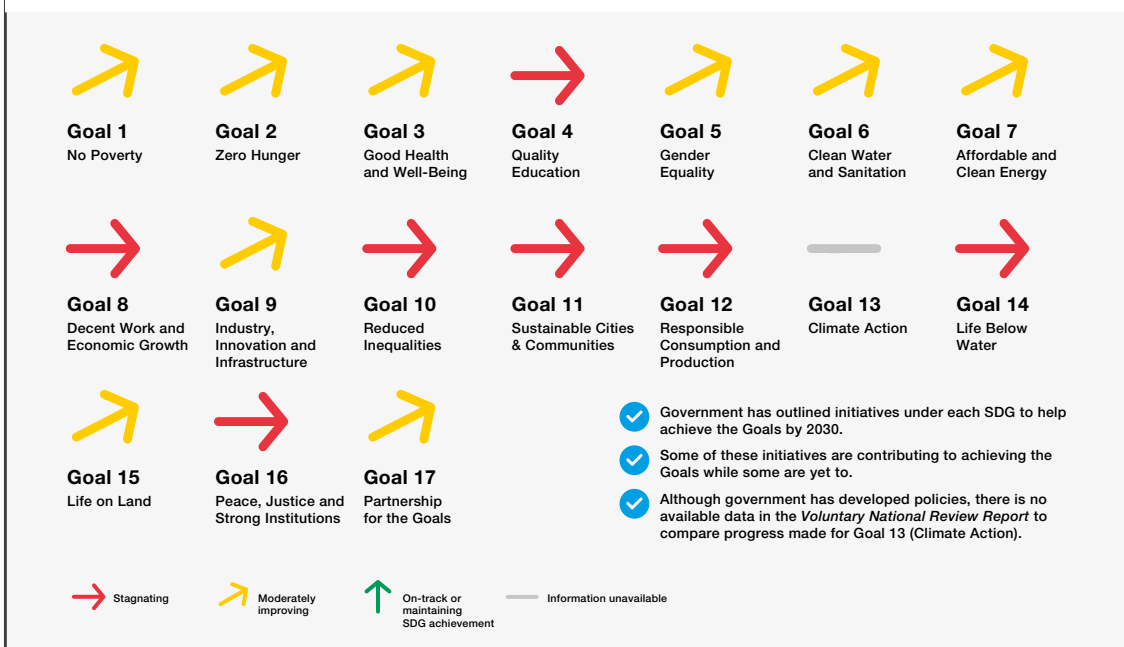 Goal 1
No Poverty
Goal 2
Zero Hunger
Goal 3
Good Health
and Well-Being
Goal 4
Quality
Education
Goal 5
Gender
Equality
Goal 6
Clean Water
and Sanitation
Goal 7
Affordable and
Clean Energy
Goal 8
Decent Work and
Economic Growth
Goal 9
Industry,
Innovation and
Infrastructure
Goal 10
Reduced
Inequalities
Goal 11
Sustainable Cities
& Communities
Goal 12
Responsible
Consumption and
Production
Goal 13
Climate Action
Goal 14
Life Below
Water
Goal 15
Life on Land
Goal 16
Peace, Justice and
Strong Institutions
Goal 17
Partnership
for the Goals
Government has outlined initiatives under each SDG to help
achieve the Goals by 2030.
Some of these initiatives are contributing to achieving the
Goals while some are yet to.
Although government has developed policies, there is no
available data in the Voluntary National Review Report to
compare progress made for Goal 13 (Climate Action).
Stagnating
Moderately
improving
On-track or
maintaining
SDG achievement
Information unavailable